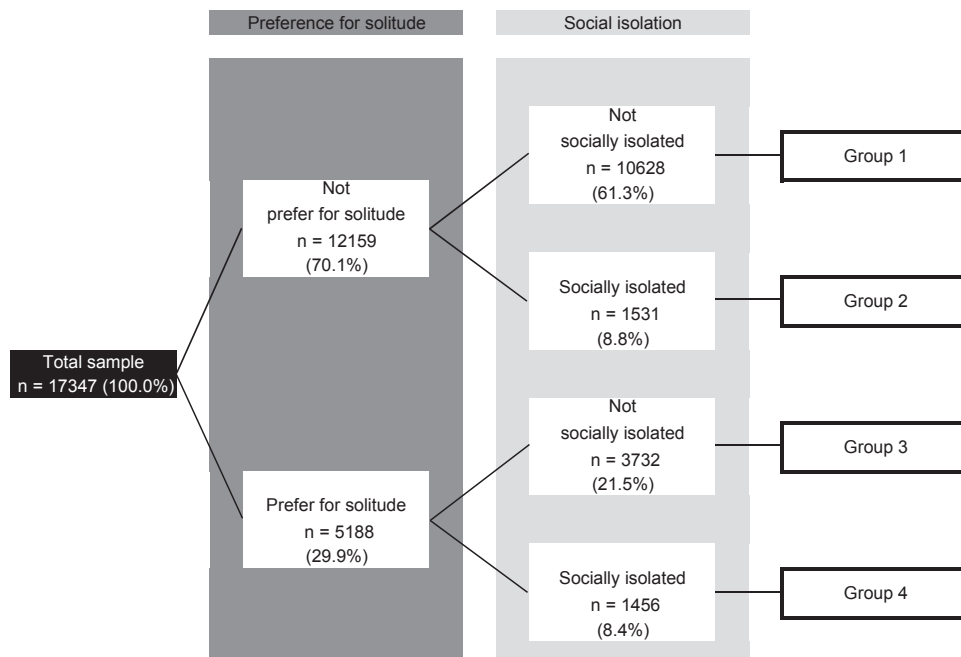 Preference for solitude
Social isolation
Not
socially isolated
n = 10628
(61.3%)
Group 1
Not
prefer for solitude
n = 12159
(70.1%)
Socially isolated
n = 1531
(8.8%)
Group 2
Total sample
n = 17347 (100.0%)
Not
socially isolated
n = 3732
(21.5%)
Group 3
Prefer for solitude
n = 5188
(29.9%)
Socially isolated
n = 1456
(8.4%)
Group 4